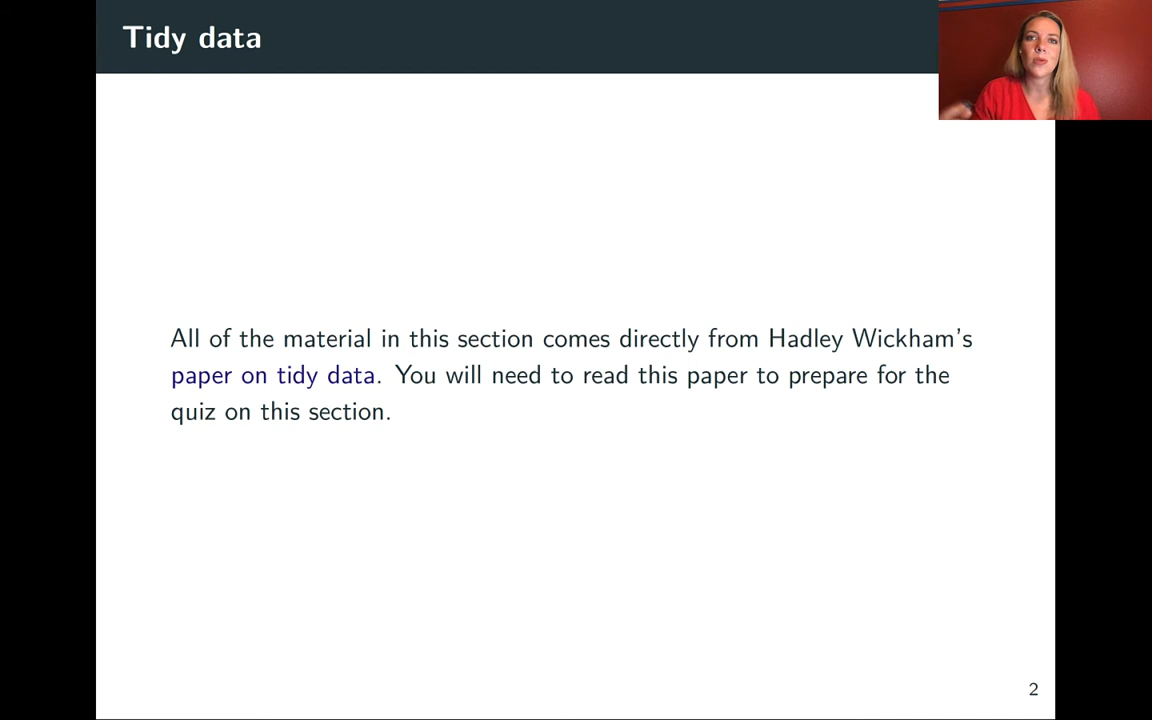 Tidy data
All of the material in this section comes directly from Hadley Wickham’s
paper on tidy data. You will need to read this paper to prepare for the
quiz on this section.
2